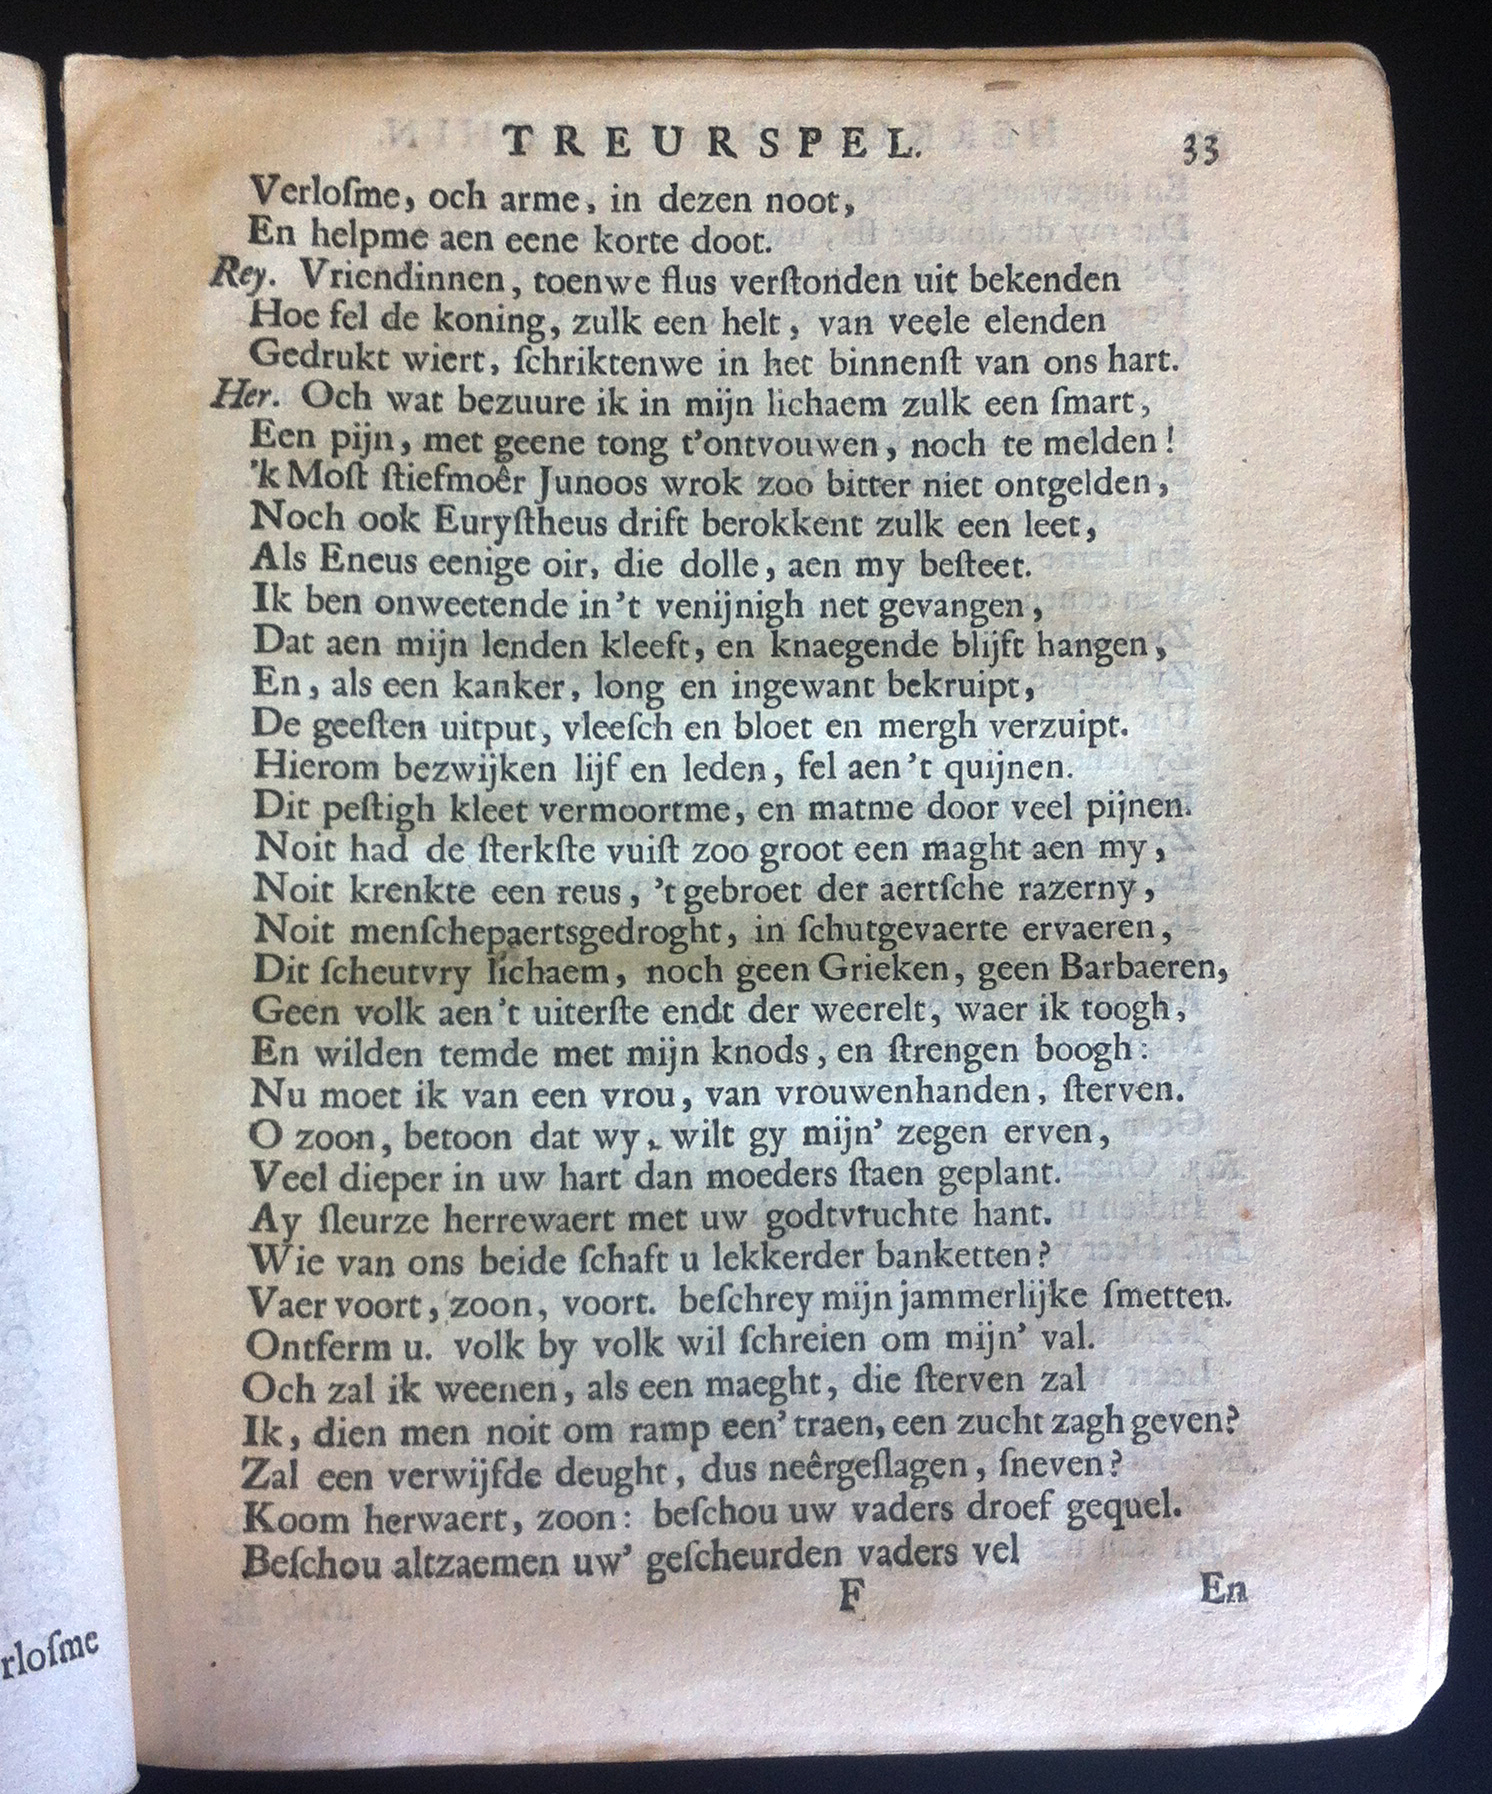 TREURSPEL. 33
Verloſme, och arme, in dezen noot,
En helpme aen eene korte doot.
Rey. Vriendinnen, toenwe flus verſtonden uit bekenden
Hoe fel de koning, zulk een helt, van veele elenden
Gedrukt wiert, ſchriktenwe in het binnenſt van ons hart.
Her. Och wat bezuure ik in mijn lichaem zulk een ſmart,
Een pijn, met geene tong t'ontvouwen, noch te melden!
'k Moſt ſtiefmoêr Junoos wrok zoo bitter niet ontgelden,
Noch ook Euryſtheus drift berokkent zulk een leet,
Als Eneus eenige oir, die dolle, aen my beſteet.
Ik ben onweetende in't venijnigh net gevangen,
Dat aen mijn lenden kleeft, en knaegende blijft hangen,
En, als een kanker, long en ingewant bekruipt,
De geeſten uitput, vleeſch en bloet en mergh verzuipt.
Hierom bezwijken lijf en leden, fel aen't quijnen.
Dit peſtigh kleet vermoortme, en matme door veel pijnen.
Noit had de ſterkſte vuiſt zoo groot een maght aen my,
Noit krenkte een reus, 't gebroet der aertſche razerny,
Noit menſchepaertsgedroght, in ſchutgevaerte ervaeren,
Dit ſcheutvry lichaem, noch geen Grieken, geen Barbaeren,
Geen volk aen't uiterſte endt der weerelt, waer ik toogh,
En wilden temde met mijn knods, en ſtrengen boogh:
Nu moet ik van een vrou, van vrouwenhanden, ſterven.
O zoon, betoon dat wy, wilt gy mijn' zegen erven,
Veel dieper in uw hart dan moeders ſtaen geplant.
Ay ſleurze herrewaert met uw godtvruchte hant.
Wie van ons beide ſchaft u lekkerder banketten?
Vaer voort, zoon, voort. beſchrey mijn jammerlijke ſmetten.
Ontferm u. volk by volk wil ſchreien om mijn' val.
Och zal ik weenen, als een maeght, die ſterven zal
Ik, dien men noit om ramp een' traen, een zucht zagh geven?
Zal een verwijfde deught, dus neêrgeſlagen, ſneven?
Koom herwaert, zoon: beſchou uw vaders droef gequel.
Beſchou altzaemen uw' geſcheurden vaders vel
F En
rloſme